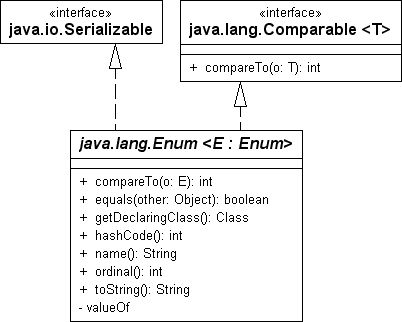 «interface»
java.io.Serializable
«interface»
java.lang.Comparable <T>
+ compareTo(o: T): int
java.lang.Enum <E : Enum>
+ compareTo(o: E): int
+ equals(other: Object): boolean
+ getDeclaringClass(): Class
+ hashCode(): int
+ name(): String
+ ordinal(): int
+ toString(): String
- valueOf